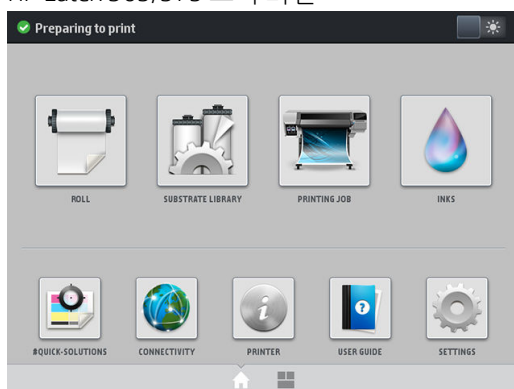 Preparing to print
ROLL
SUBSTRATE LIBRARY
PRINTING JOB
INKS
#QUICK-SOLUTIONS
CONNECTIVITY
PRINTER
USER GUIDE
SETTINGS